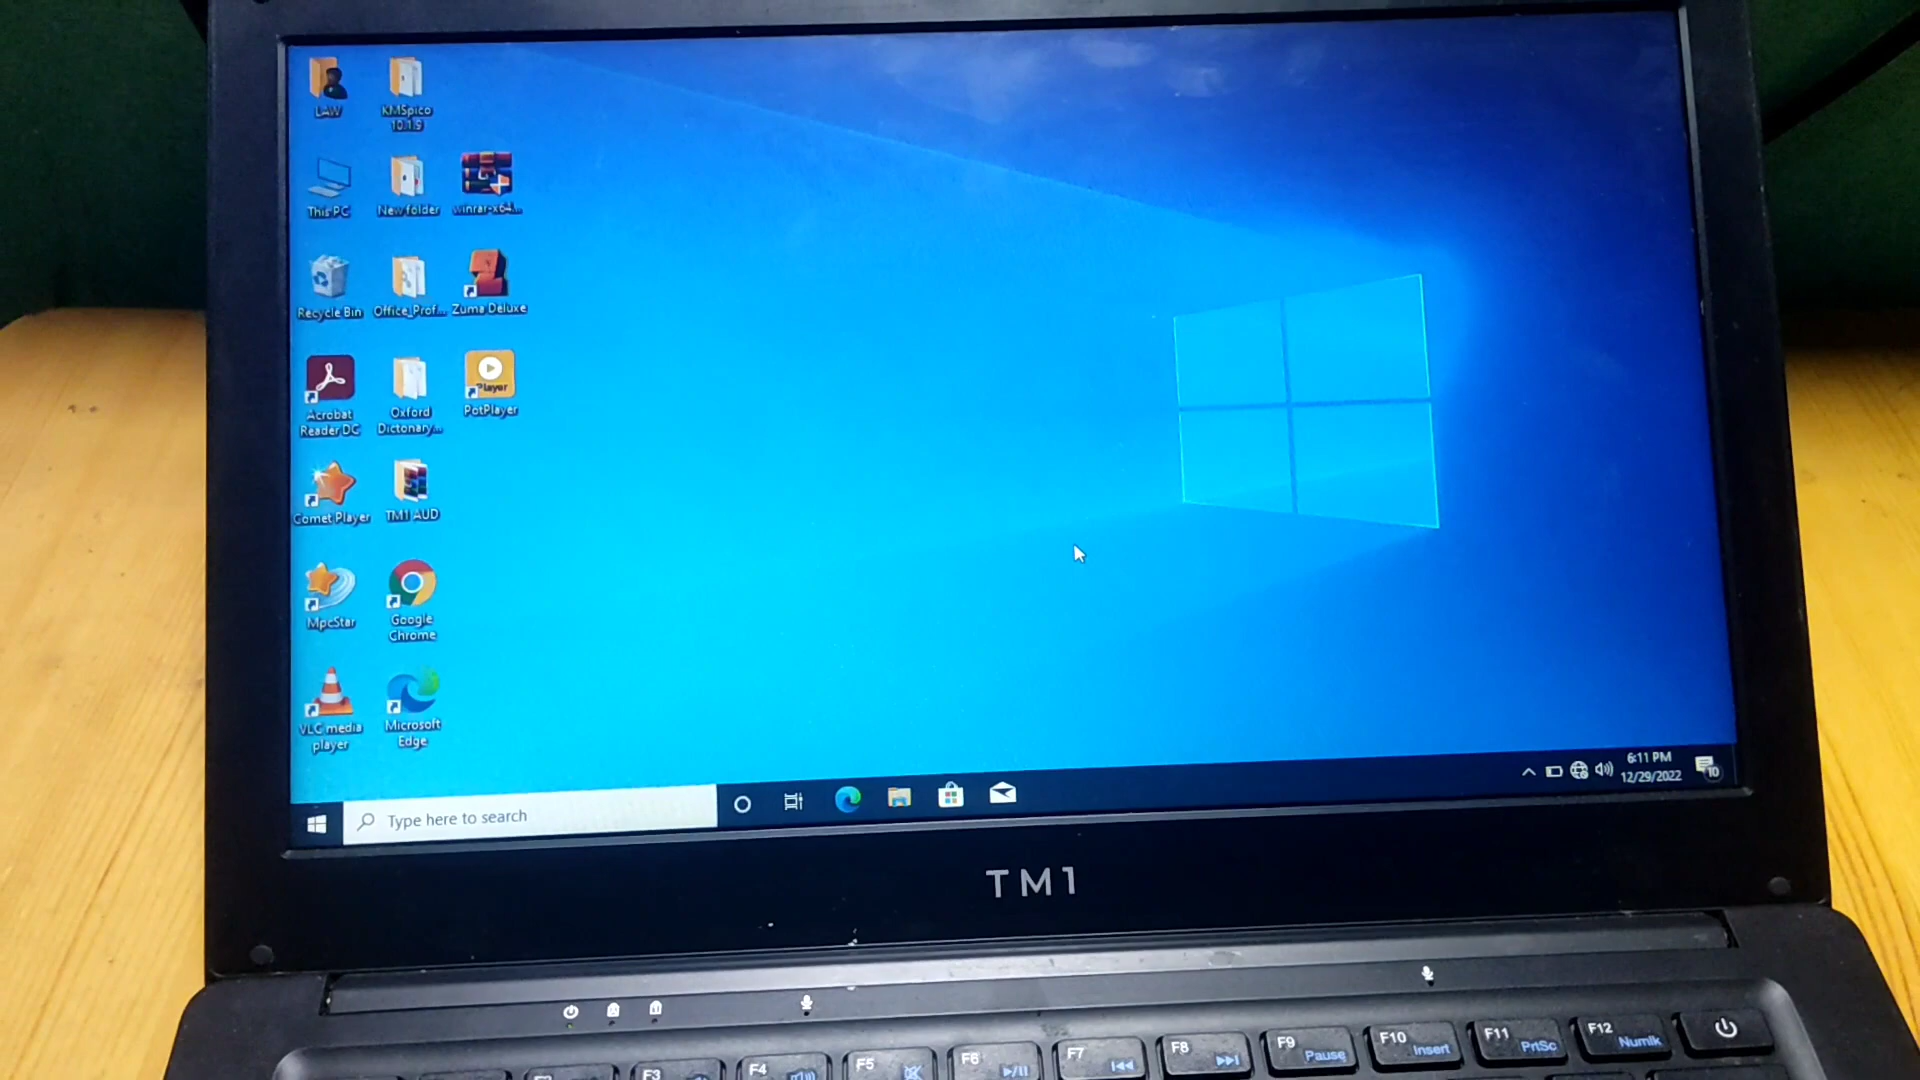 LAW
KMSpico
10.1.9
This PC
New folder
winrar-x64...
Recycle Bin
Office_Prof...
Zuma Deluxe
Acrobat
Reader DC
Oxford
Dictonary...
Player
PotPlayer
Comet Player
TM1 AUD
MpcStar
Google
Chrome
VLC media
player
Microsoft
Edge
Type here to search
6:11 PM
12/29/2022
10
TM1
F3
F4
F5
F6
F7
F8
F9
Pause
F10
Insert
F11
PrtSc
F12
Numlk